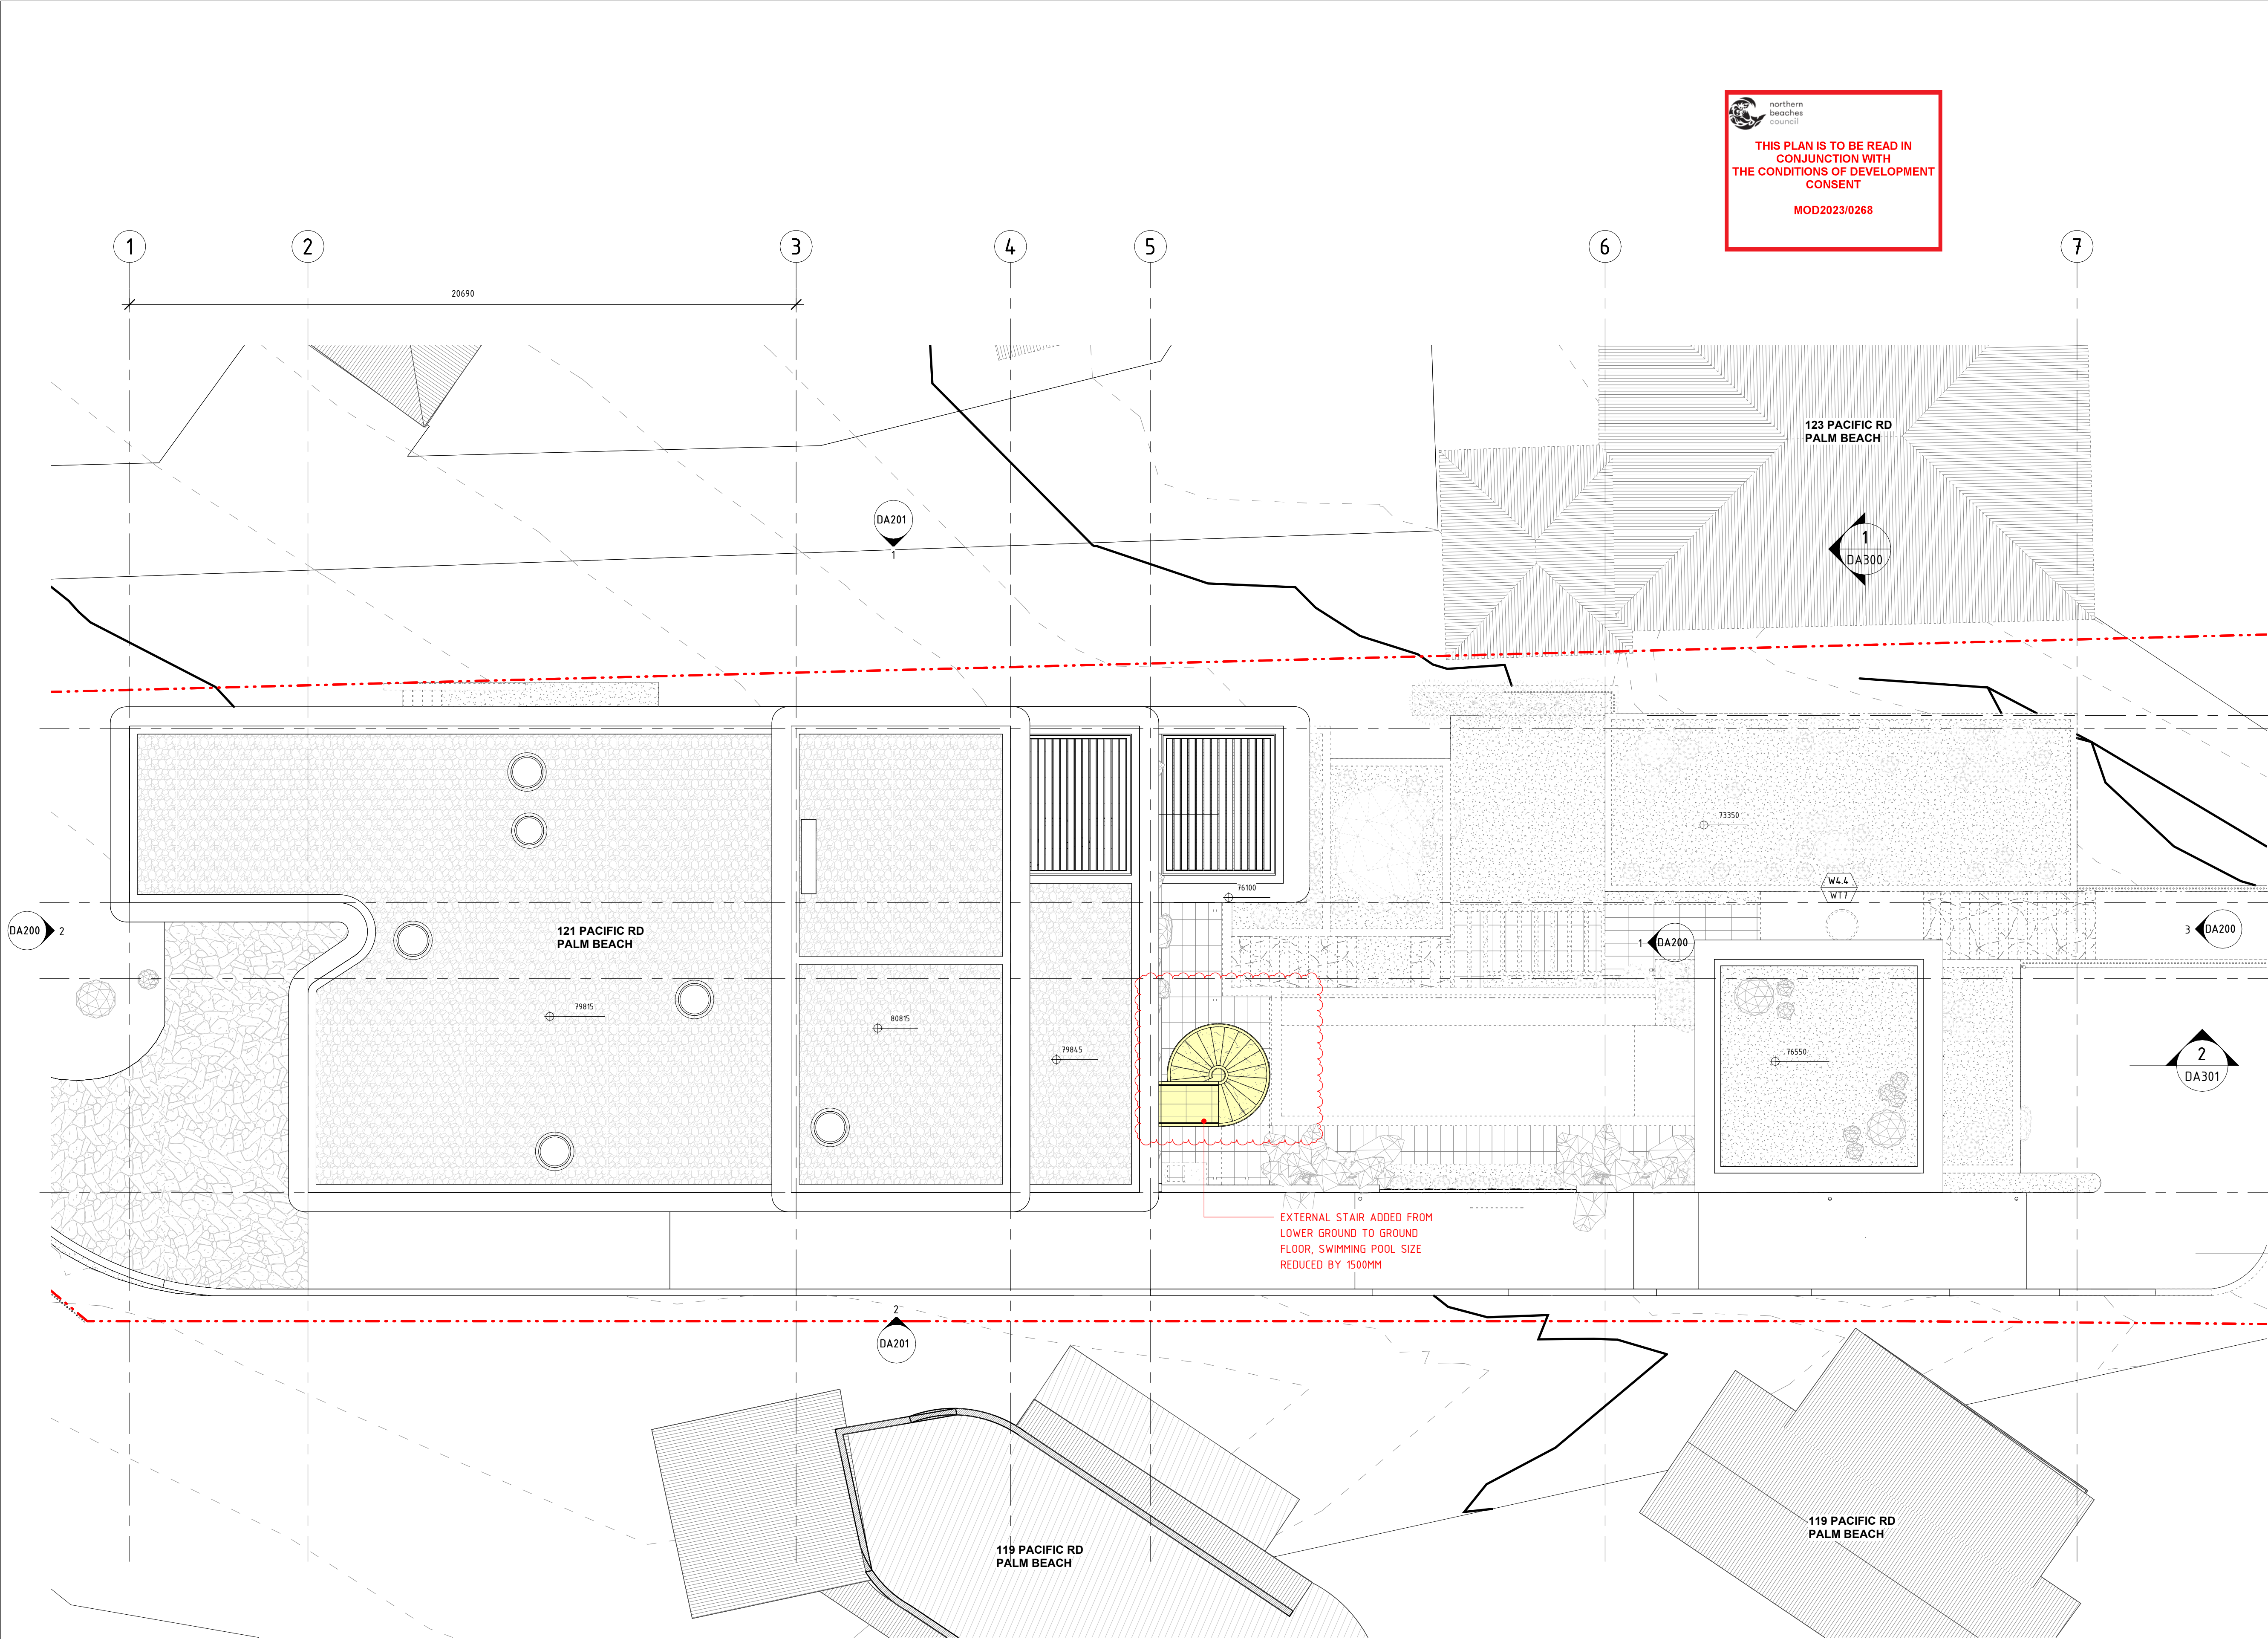 northern
beaches
council
THIS PLAN IS TO BE READ IN
CONJUNCTION WITH
THE CONDITIONS OF DEVELOPMENT
CONSENT
MOD2023/0268
1
2
3
4
5
6
7
20690
123 PACIFIC RD
PALM BEACH
DA201
1
1
DA300
73350
W4.4
WT7
76100
DA200
2
121 PACIFIC RD
PALM BEACH
1
DA200
3
DA200
79815
80815
79845
76550
2
DA301
EXTERNAL STAIR ADDED FROM
LOWER GROUND TO GROUND
FLOOR, SWIMMING POOL SIZE
REDUCED BY 1500MM
2
DA201
119 PACIFIC RD
PALM BEACH
119 PACIFIC RD
PALM BEACH